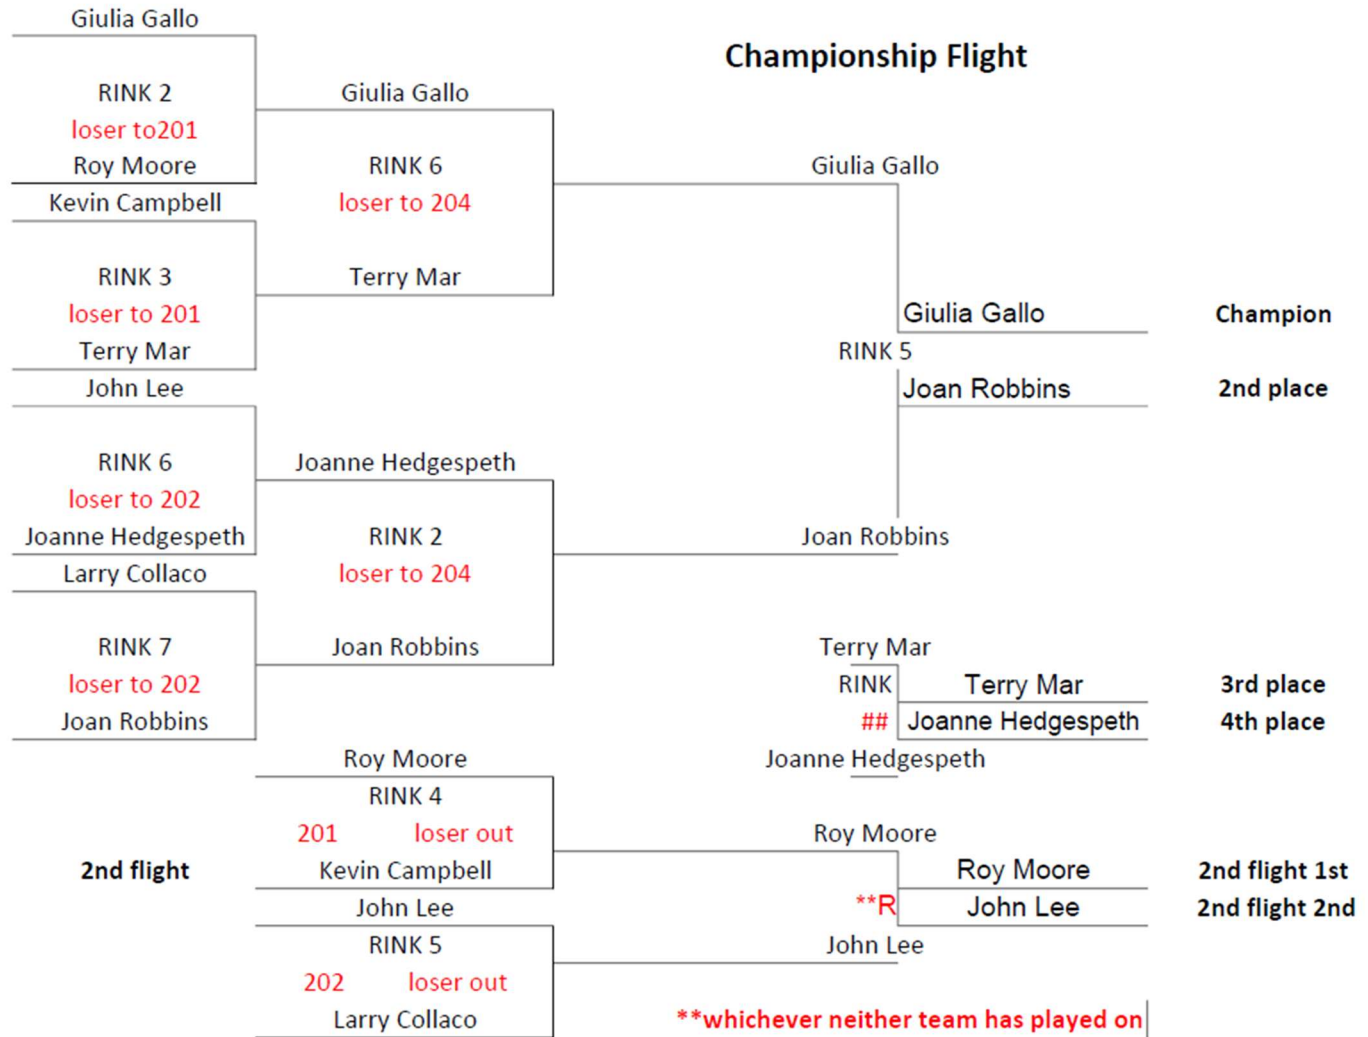 Giulia Gallo
Championship Flight
RINK 2
Giulia Gallo
loser to201
Roy Moore
RINK 6
Giulia Gallo
Kevin Campbell
loser to 204
RINK 3
Terry Mar
loser to 201
Giulia Gallo
Champion
Terry Mar
RINK 5
John Lee
Joan Robbins
2nd place
RINK 6
Joanne Hedgespeth
loser to 202
Joanne Hedgespeth
RINK 2
Joan Robbins
Larry Collaco
loser to 204
RINK 7
Joan Robbins
Terry Mar
loser to 202
RINK
Terry Mar
3rd place
Joan Robbins
##
Joanne Hedgespeth
4th place
Roy Moore
Joanne Hedgespeth
RINK 4
201 loser out
Roy Moore
2nd flight
Kevin Campbell
Roy Moore
2nd flight 1st
John Lee
**R
John Lee
2nd flight 2nd
RINK 5
John Lee
202 loser out
Larry Collaco
**whichever neither team has played on